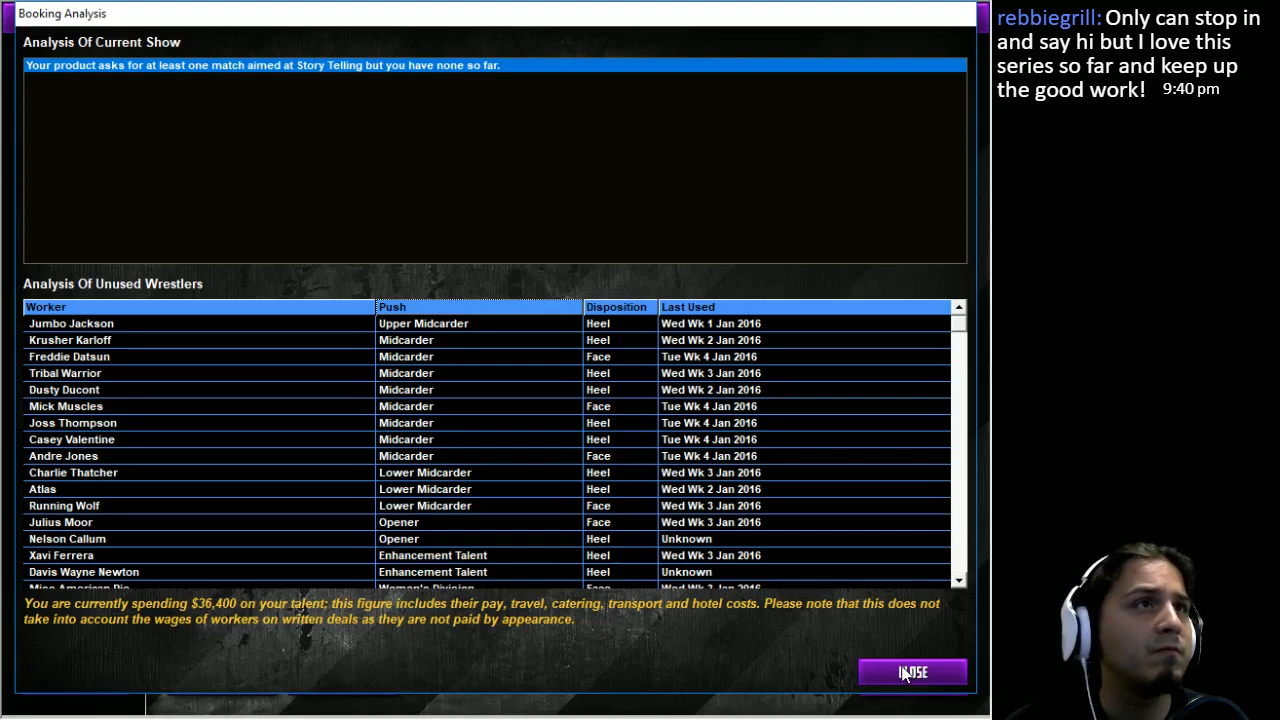 Booking Analysis
Analysis Of Current Show
Your product asks for at least one match aimed at Story Telling but you have none so far.
Analysis Of Unused Wrestlers
Worker Push Disposition Last Used
Jumbo Jackson Upper Midcarder Heel Wed Wk 1 Jan 2016
Krusher Karloff Midcarder Heel Wed Wk 2 Jan 2016
Freddie Datsun Midcarder Face Tue Wk 4 Jan 2016
Tribal Warrior Midcarder Heel Wed Wk 3 Jan 2016
Dusty Ducont Midcarder Heel Wed Wk 2 Jan 2016
Mick Muscles Midcarder Face Tue Wk 4 Jan 2016
Joss Thompson Midcarder Heel Tue Wk 4 Jan 2016
Casey Valentine Midcarder Heel Tue Wk 4 Jan 2016
Andre Jones Midcarder Face Tue Wk 4 Jan 2016
Charlie Thatcher Lower Midcarder Heel Wed Wk 3 Jan 2016
Atlas Lower Midcarder Heel Wed Wk 2 Jan 2016
Running Wolf Lower Midcarder Face Wed Wk 3 Jan 2016
Julius Moor Opener Face Wed Wk 3 Jan 2016
Nelson Callum Opener Heel Unknown
Xavi Ferrera Enhancement Talent Heel Wed Wk 3 Jan 2016
Davis Wayne Newton Enhancement Talent Heel Unknown
Miss American Pie Women's Division Face Wed Wk 2 Jan 2016
You are currently spending $36,400 on your talent; this figure includes their pay, travel, catering, transport and hotel costs. Please note that this does not
take into account the wages of workers on written deals as they are not paid by appearance.
CLOSE
rebbiegrill: Only can stop in
and say hi but I love this
series so far and keep up
the good work! 9:40 pm